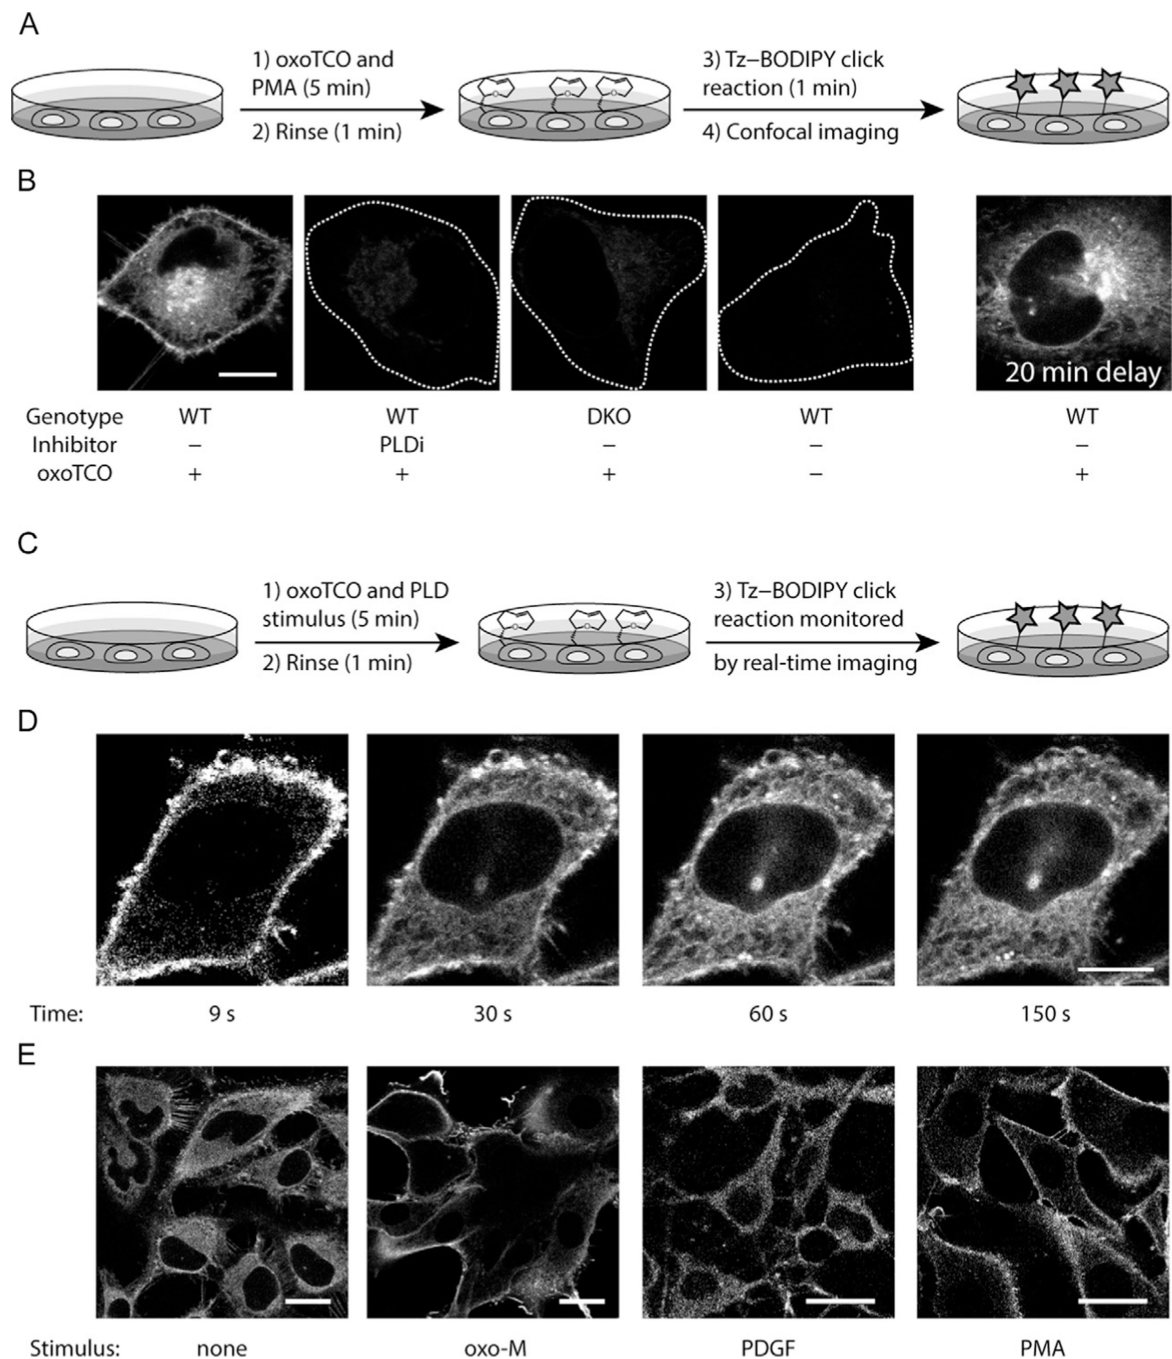 A
1) oxoTCO and
PMA (5 min)
2) Rinse (1 min)
3) Tz–BODIPY click
reaction (1 min)
4) Confocal imaging
B
20 min delay
Genotype WT WT DKO WT WT
Inhibitor – PLDi – – –
oxoTCO + + + – +
C
1) oxoTCO and PLD
stimulus (5 min)
2) Rinse (1 min)
3) Tz–BODIPY click
reaction monitored
by real-time imaging
D
Time: 9 s 30 s 60 s 150 s
E
Stimulus: none oxo-M PDGF PMA